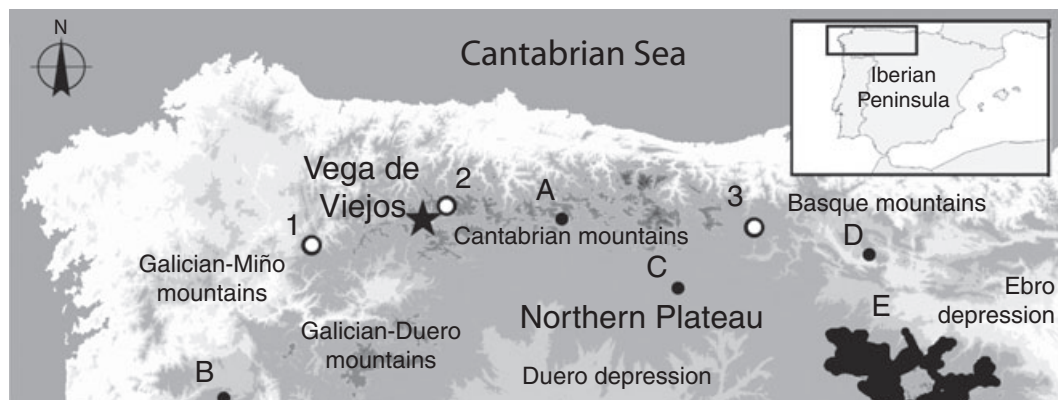 N
Cantabrian Sea
Iberian
Peninsula
Vega de
Viejos
2
A
3
Basque mountains
1
Cantabrian mountains
D
Galician-Miño
mountains
C
Ebro
depression
E
Galician-Duero
mountains
Northern Plateau
B
Duero depression